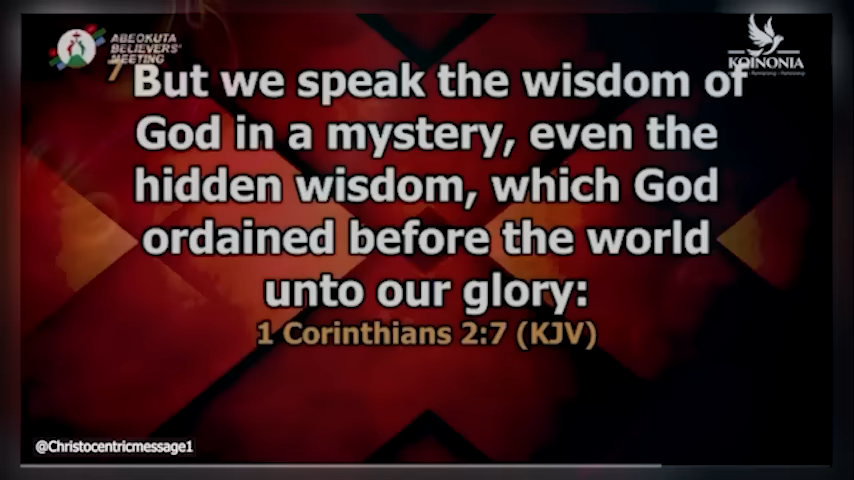 ABEOKUTA
BELIEVERS'
MEETING
KOINONIA
7 But we speak the wisdom of
God in a mystery, even the
hidden wisdom, which God
ordained before the world
unto our glory:
1 Corinthians 2:7 (KJV)
@Christocentricmessage1